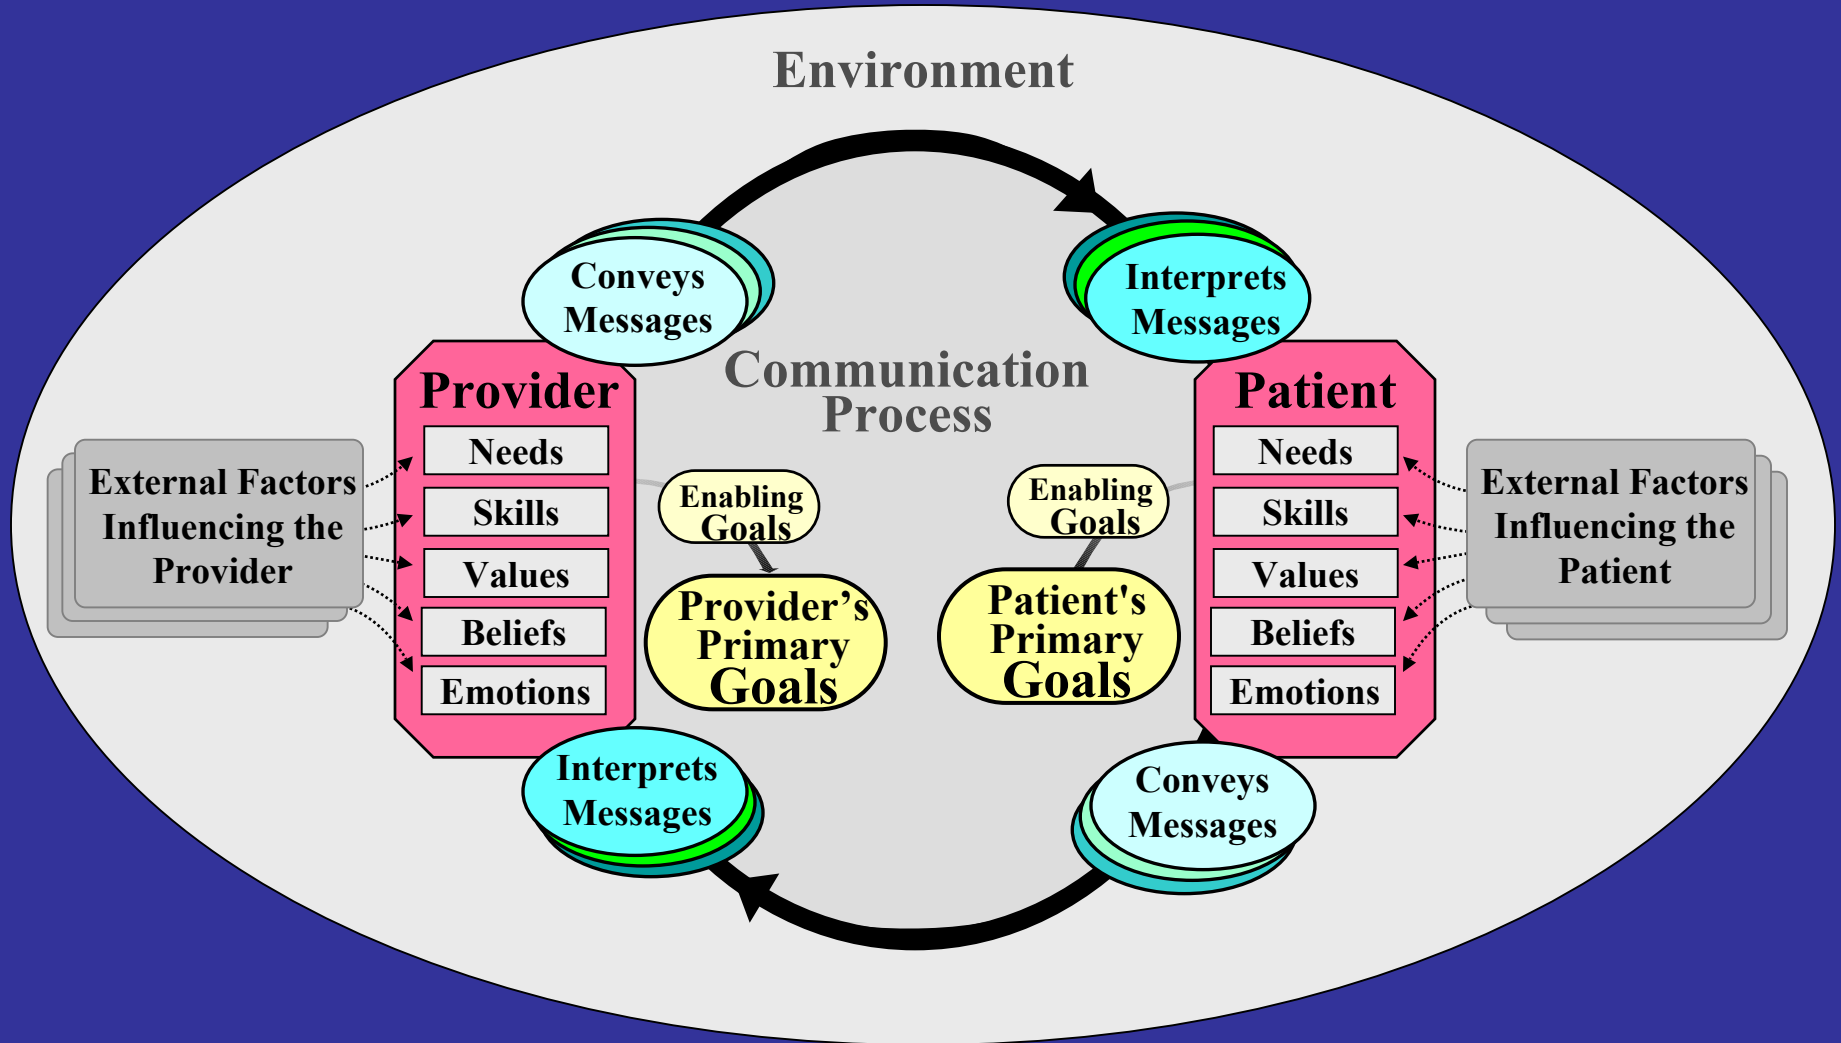 Environment
Conveys
Messages
Interprets
Messages
Communication
Process
Provider
Needs
Skills
Values
Beliefs
Emotions
Patient
Needs
Skills
Values
Beliefs
Emotions
External Factors
Influencing the
Provider
External Factors
Influencing the
Patient
Enabling
Goals
Enabling
Goals
Provider’s
Primary
Goals
Patient's
Primary
Goals
Interprets
Messages
Conveys
Messages